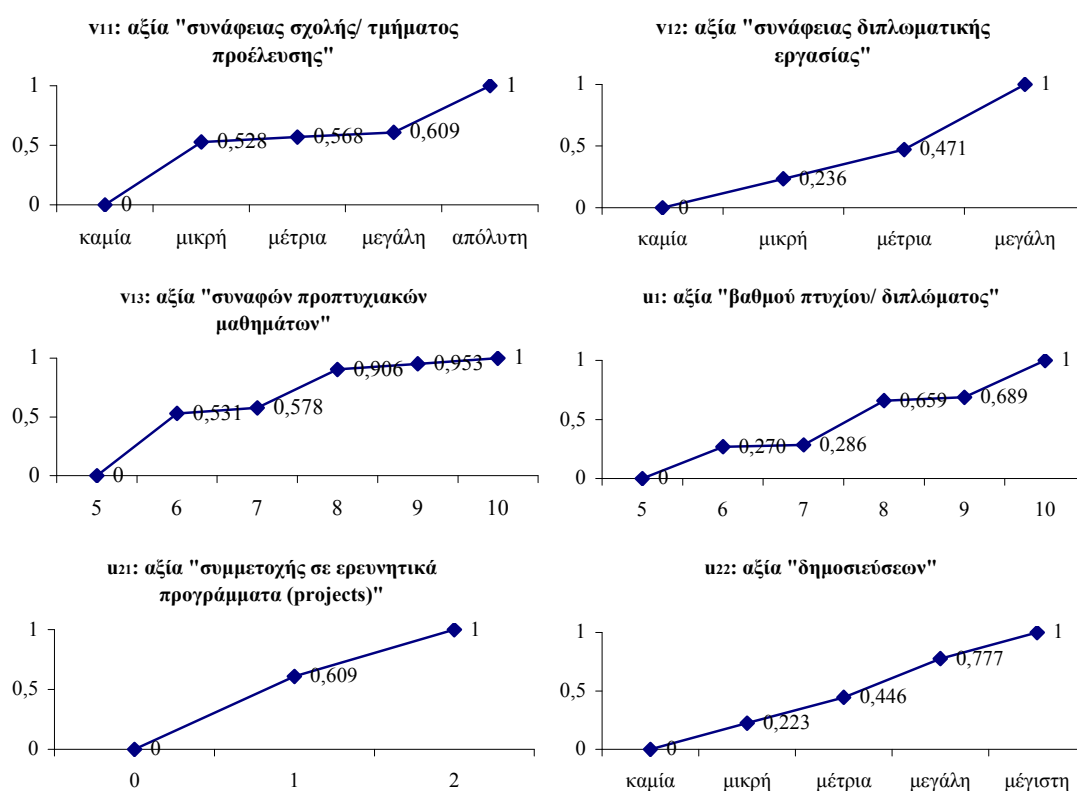 v11: αξία "συνάφειας σχολής/ τμήματος
προέλευσης"
1
0,5
0
0
0,528
0,568
0,609
1
καμία μικρή μέτρια μεγάλη απόλυτη
v12: αξία "συνάφειας διπλωματικής
εργασίας"
1
0,5
0
0
0,236
0,471
1
καμία μικρή μέτρια μεγάλη
v13: αξία "συναφών προπτυχιακών
μαθημάτων"
1
0,5
0
0
0,531
0,578
0,906
0,953
1
5 6 7 8 9 10
u1: αξία "βαθμού πτυχίου/ διπλώματος"
1
0,5
0
0
0,270
0,286
0,659
0,689
1
5 6 7 8 9 10
u21: αξία "συμμετοχής σε ερευνητικά
προγράμματα (projects)"
1
0,5
0
0
0,609
1
0 1 2
u22: αξία "δημοσιεύσεων"
1
0,5
0
0
0,223
0,446
0,777
1
καμία μικρή μέτρια μεγάλη μέγιστη